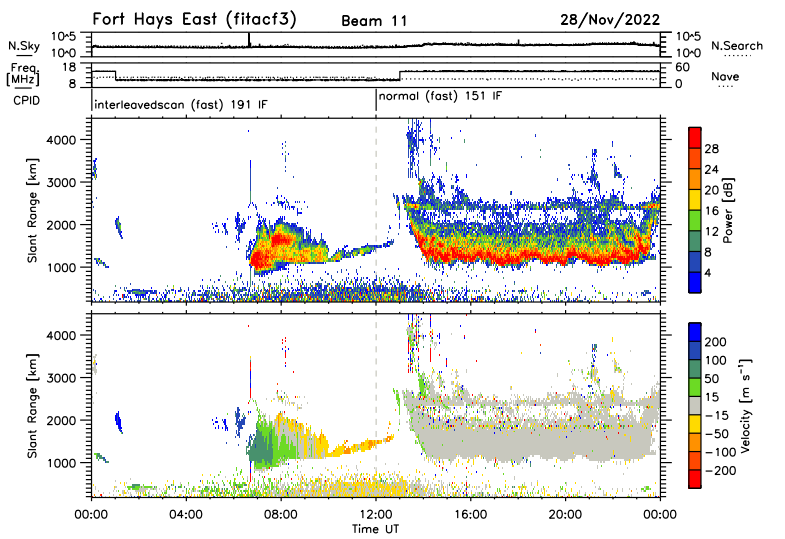 Fort Hays East (fitacf3) Beam 11 28/Nov/2022
N.Sky 10^5 10^0 10^5 10^0 N.Search
Freq. [MHz] 18 8 60 0 Nave
CPID interleavedscan (fast) 191 IF normal (fast) 151 IF
Slant Range [km] 4000 3000 2000 1000
Power [dB] 28 24 20 16 12 8 4
Slant Range [km] 4000 3000 2000 1000
Velocity [m s⁻¹] 200 100 50 15 −15 −50 −100 −200
00:00 04:00 08:00 12:00 16:00 20:00 00:00
Time UT